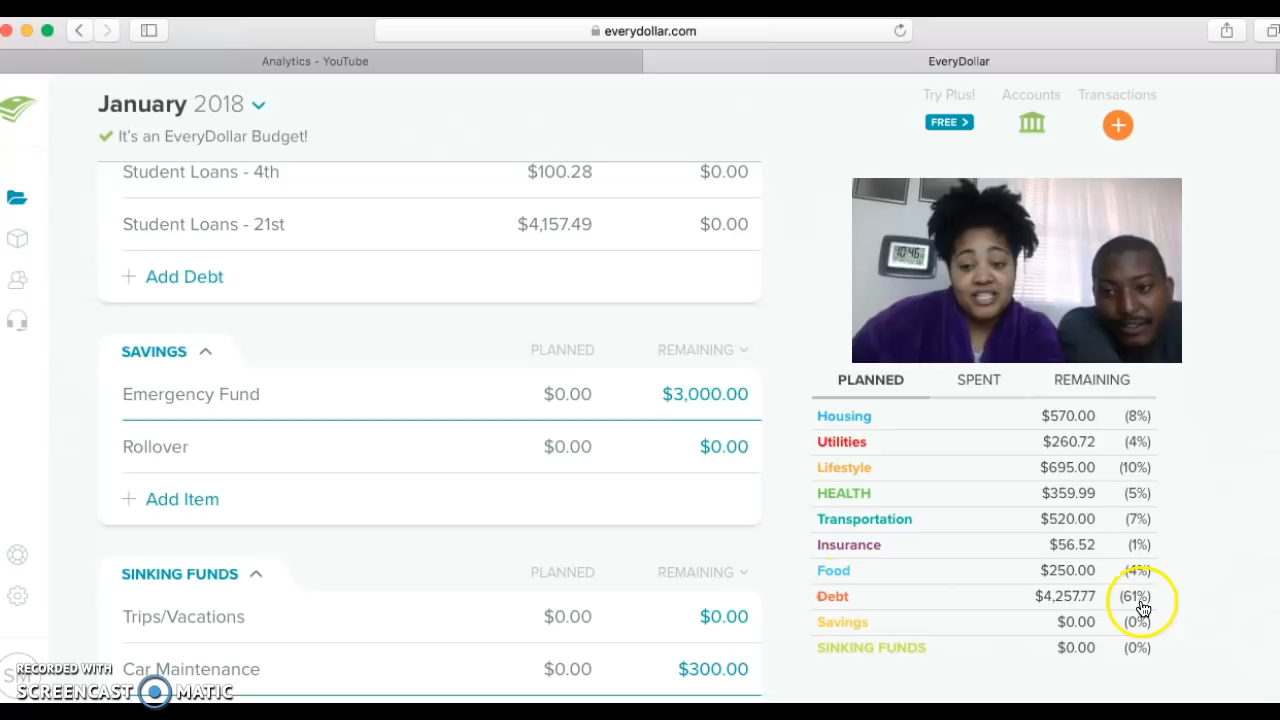 everydollar.com
Analytics - YouTube
EveryDollar
January 2018
It's an EveryDollar Budget!
Try Plus! Accounts Transactions
FREE >
Student Loans - 4th $100.28 $0.00
Student Loans - 21st $4,157.49 $0.00
+ Add Debt
SAVINGS PLANNED REMAINING
Emergency Fund $0.00 $3,000.00
Rollover $0.00 $0.00
+ Add Item
SINKING FUNDS PLANNED REMAINING
Trips/Vacations $0.00 $0.00
Car Maintenance $0.00 $300.00
10:46
PLANNED SPENT REMAINING
Housing $570.00 (8%)
Utilities $260.72 (4%)
Lifestyle $695.00 (10%)
HEALTH $359.99 (5%)
Transportation $520.00 (7%)
Insurance $56.52 (1%)
Food $250.00 (4%)
Debt $4,257.77 (61%)
Savings $0.00 (0%)
SINKING FUNDS $0.00 (0%)
RECORDED WITH
SCREENCAST MATIC